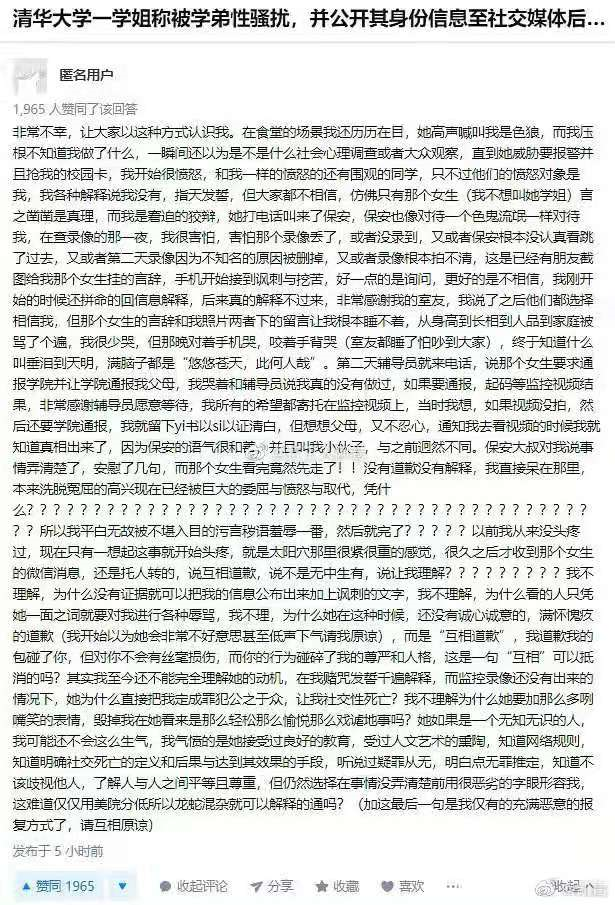 清华大学一学姐称被学弟性骚扰，并公开其身份信息至社交媒体后...
匿名用户
1,965 人赞同了该回答
非常不幸，让大家以这种方式认识我。在食堂的场景我还历历在目，她高声喊叫我是色狼，而我压
根不知道我做了什么，一瞬间还以为是不是什么社会心理调查或者大众观察，直到她威胁要报警并
且抢我的校园卡，我开始很愤怒，和我一样的愤怒的还有围观的同学，只不过他们的愤怒对象是
我，我各种解释说我没有，指天发誓，但大家都不相信，仿佛只有那个女生（我不想叫她学姐）言
之凿凿是真理，而我是窘迫的狡辩，她打电话叫来了保安，保安也像对待一个色鬼流氓一样对待
我，在查录像的那一夜，我很害怕，害怕那个录像丢了，或者没录到，又或者保安根本没认真看跳
了过去，又或者第二天录像因为不知名的原因被删掉，又或者录像根本拍不清，这是已经有朋友截
图给我那个女生挂的言辞，手机开始接到讽刺与挖苦，好一点的是询问，更好的是不相信，我刚开
始的时候还拼命的回信息解释，后来真的解释不过来，非常感谢我的室友，我说了之后他们都选择
相信我，但那个女生的言辞和我照片两者下的留言让我根本睡不着，从身高到长相到人品到家庭被
骂了个遍，我很少哭，但那晚对着手机哭，咬着手背哭（室友都睡了怕吵到大家），终于知道什么
叫垂泪到天明，满脑子都是“悠悠苍天，此何人哉”。第二天辅导员就来电话，说那个女生要求通
报学院并让学院通报我父母，我哭着和辅导员说我真的没有做过，如果要通报，起码等监控视频结
果，非常感谢辅导员愿意等待，我所有的希望都寄托在监控视频上，当时我想，如果视频没拍，然
后还要学院通报，我就留下yi书以si以证清白，但想想父母，又不忍心，通知我去看视频的时候我就
知道真相出来了，因为保安的语气很和蔼，并且叫我小伙子，与之前迥然不同。保安大叔对我说事
情弄清楚了，安慰了几句，而那个女生看完竟然先走了！！没有道歉没有解释，我直接呆在那里，
本来洗脱冤屈的高兴现在已经被巨大的委屈与愤怒与取代，凭什
么？？？？？？？？？？？？？？？？？？？？？？？？？？？？？？？？？？？？？？？？？
？？所以我平白无故被不堪入目的污言秽语羞辱一番，然后就完了？？？？？以前我从来没头疼
过，现在只有一想起这事就开始头疼，就是太阳穴那里很紧很重的感觉，很久之后才收到那个女生
的微信消息，还是托人转的，说互相道歉，说不是无中生有，说让我理解？？？？？？？？？我不
理解，为什么没有证据就可以把我的信息公布出来加上讽刺的文字，我不理解，为什么看的人只凭
她一面之词就要对我进行各种辱骂，我不理，为什么她在这种时候，还没有诚心诚意的，满怀愧疚
的道歉（我开始以为她会非常不好意思甚至低声下气请我原谅），而是“互相道歉”，我道歉我的
包碰了你，但对你不会有丝毫损伤，而你的行为碰碎了我的尊严和人格，这是一句“互相”可以抵
消的吗？其实我至今还不能完全理解她的动机，在我赌咒发誓千遍解释，而监控录像还没有出来的
情况下，她为什么直接把我定成罪犯公之于众，让我社交性死亡？我不理解为什么她要加那么多咧
嘴笑的表情，毁掉我在她看来是那么轻松那么愉悦那么戏谑地事吗？她如果是一个无知无识的人，
我可能还不会这么生气，我气愤的是她接受过良好的教育，受过人文艺术的熏陶，知道网络规则，
知道明确社交死亡的定义和后果与达到其效果的手段，听说过疑罪从无，明白点无罪推定，知道不
该歧视他人，了解人与人之间平等且尊重，但仍然选择在事情没弄清楚前用很恶劣的字眼形容我，
这难道仅仅用美院分低所以龙蛇混杂就可以解释的通吗？（加这最后一句是我仅有的充满恶意的报
复方式了，请互相原谅）
发布于 5 小时前
赞同 1965
收起评论
分享
收藏
喜欢
收起